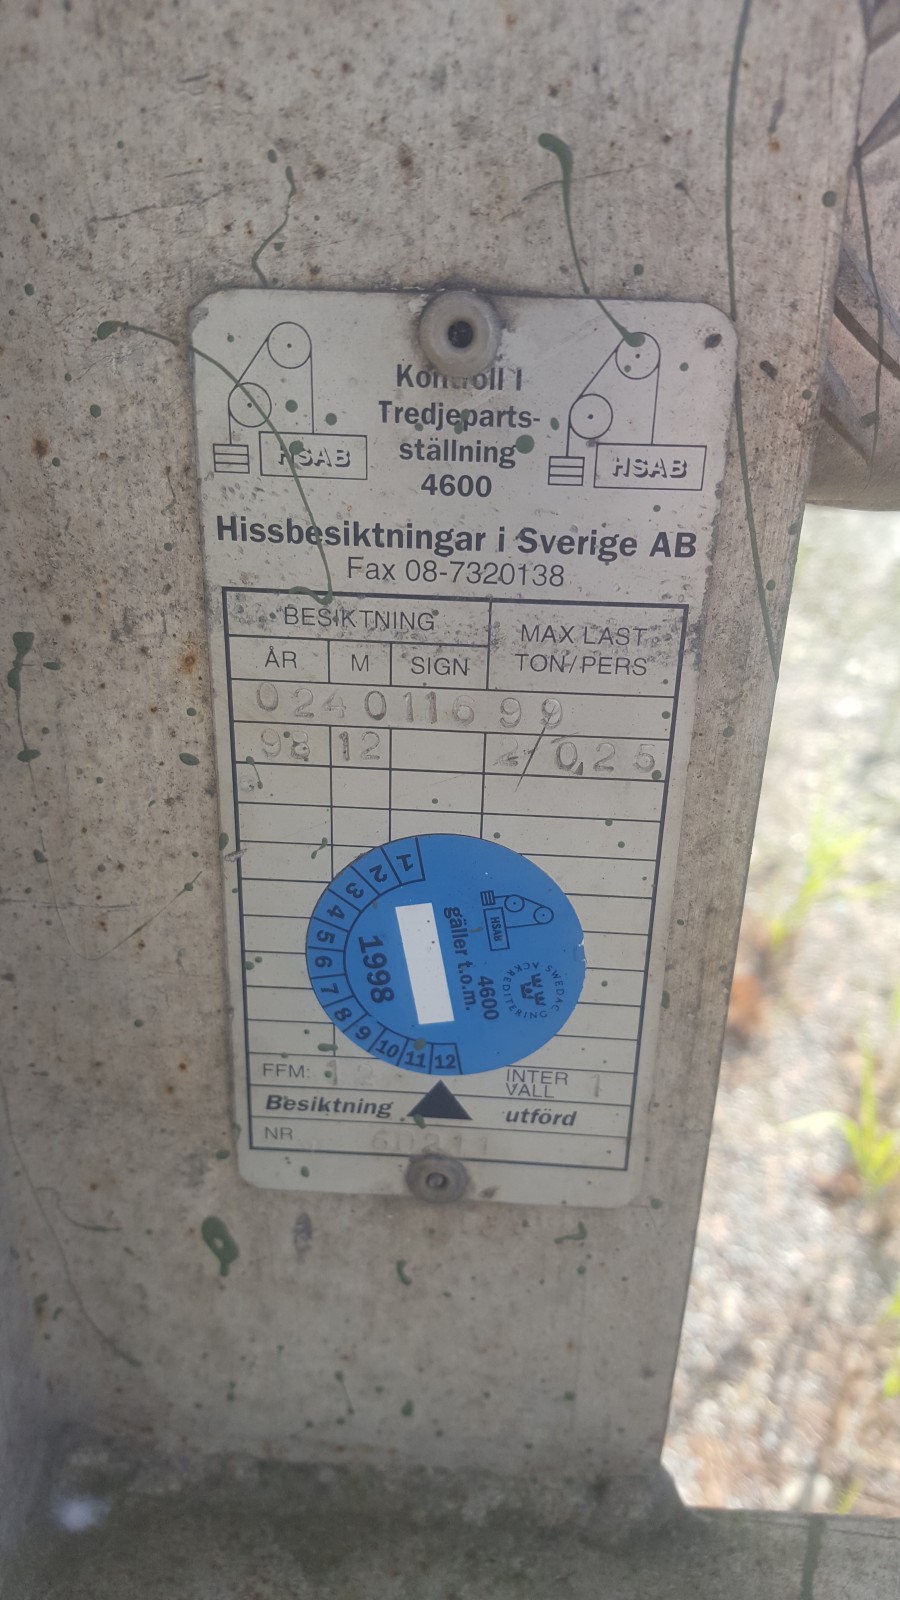 Kontroll I
Tredjeparts-
ställning
4600
HSAB
HSAB
Hissbesiktningar i Sverige AB
Fax 08-7320138
BESIKTNING
MAX LAST
TON/PERS
ÅR M SIGN
0240116 99
98 12 2/0,25
1 2 3 4 5 6 7 8 9 10 11 12
1998
gäller t.o.m.
4600
HSAB
SWEDAC
ACKREDITERING
FFM: 12
INTER
VALL 1
Besiktning utförd
NR